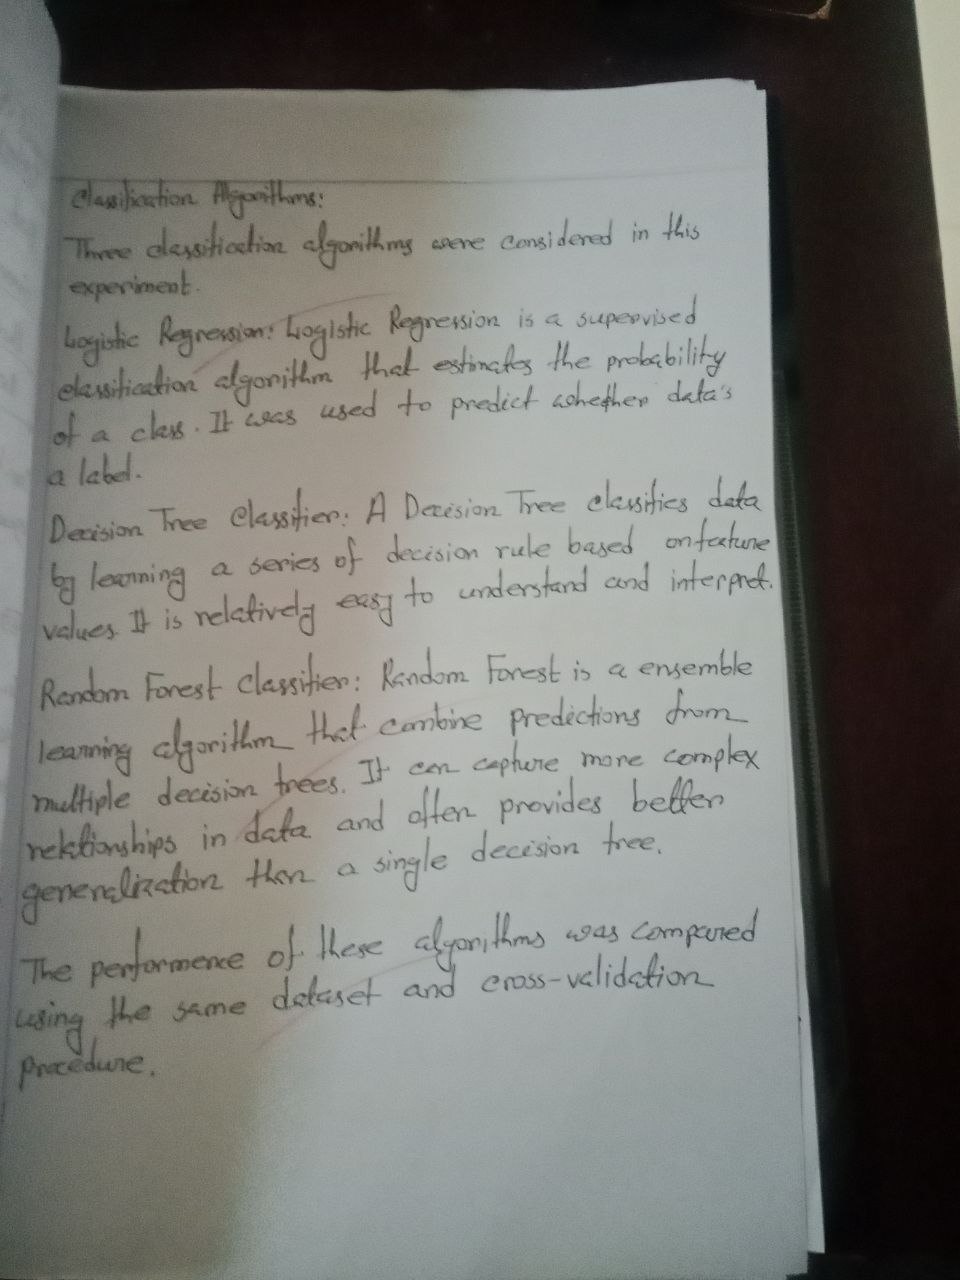 Classification Algorithms:
Three classification algorithms were considered in this
experiment.
Logistic Regression: Logistic Regression is a supervised
classification algorithm that estimates the probability
of a class. It was used to predict whether data's
a label.
Decision Tree Classifier: A Decision Tree classifies data
by learning a series of decision rule based on feature
values. It is relatively easy to understand and interpret.
Random Forest Classifier: Random Forest is a ensemble
learning algorithm that combine predictions from
multiple decision trees. It can capture more complex
relationships in data and often provides better
generalization than a single decision tree.
The performance of these algorithms was compared
using the same dataset and cross-validation
procedure.